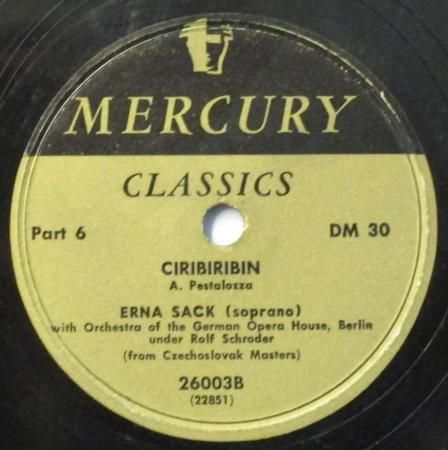 MERCURY
CLASSICS
Part 6
DM 30
CIRIBIRIBIN
A. Pestalozza
ERNA SACK (soprano)
with Orchestra of the German Opera House, Berlin
under Rolf Schroder
(from Czechoslovak Masters)
26003B
(22851)